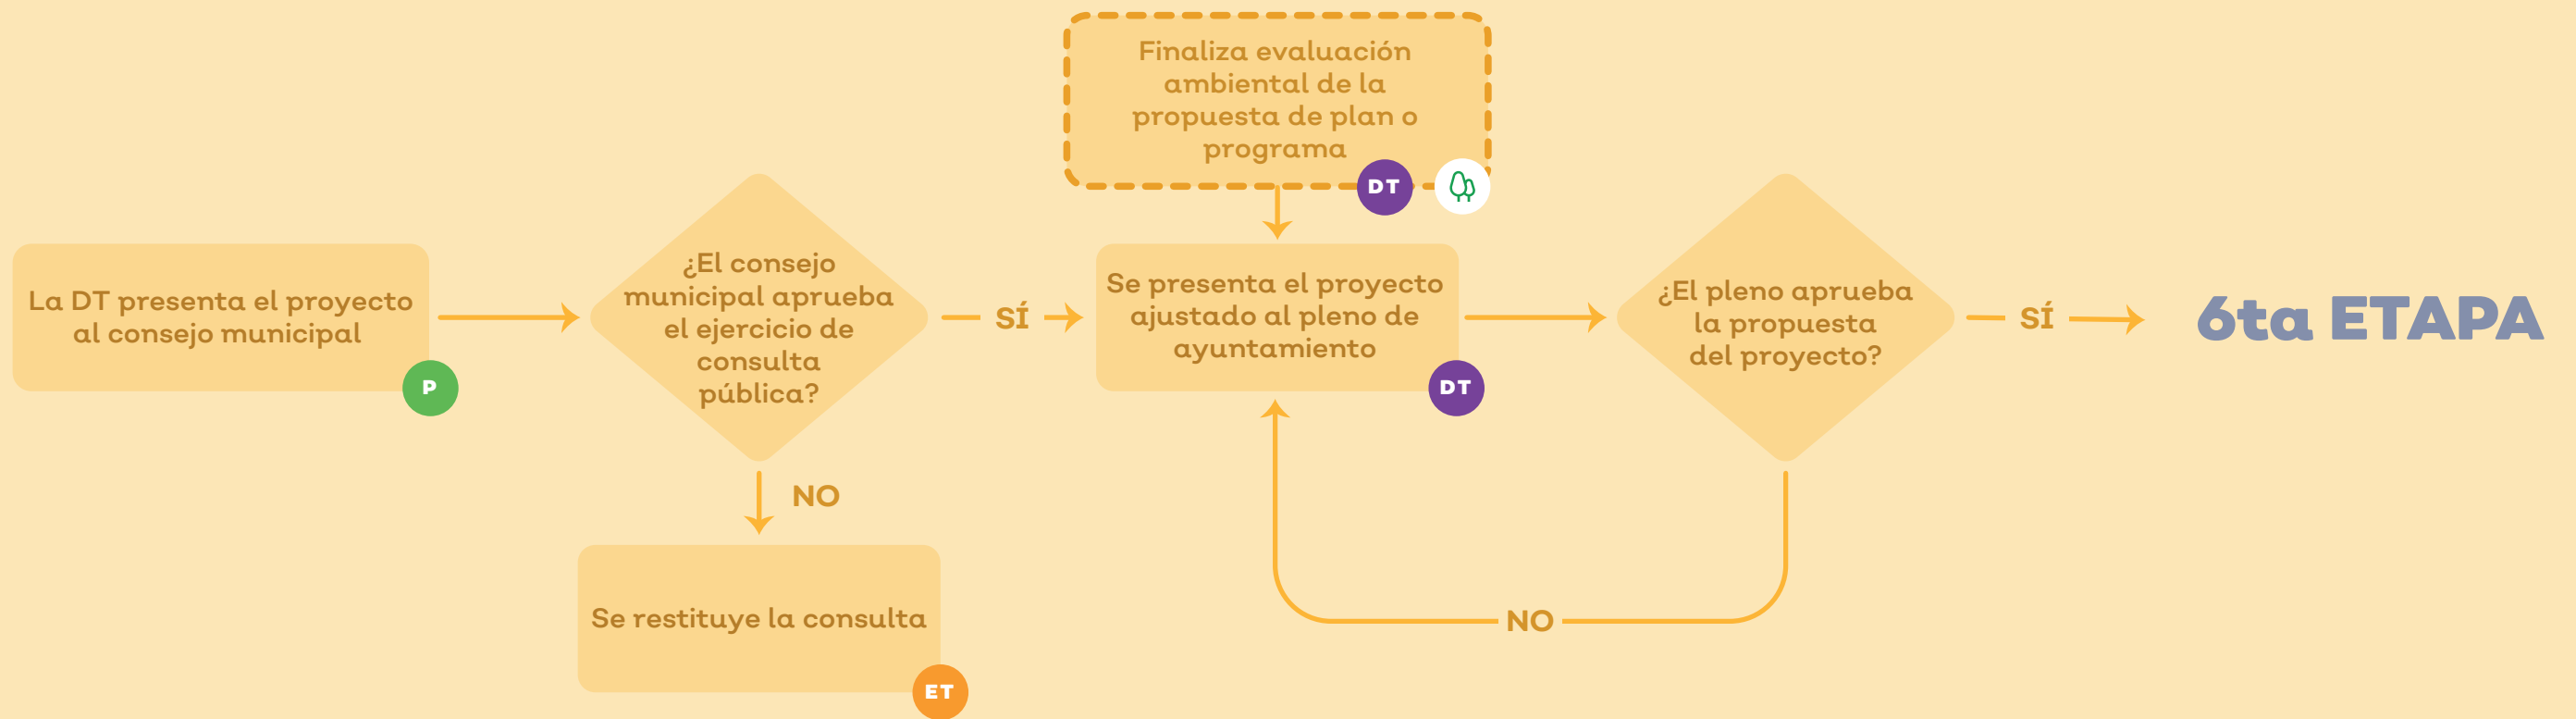 La DT presenta el proyecto
al consejo municipal
P
¿El consejo
municipal aprueba
el ejercicio de
consulta
pública?
SÍ
NO
Se restituye la consulta
ET
Finaliza evaluación
ambiental de la
propuesta de plan o
programa
DT
Se presenta el proyecto
ajustado al pleno de
ayuntamiento
DT
¿El pleno aprueba
la propuesta
del proyecto?
SÍ
NO
6ta ETAPA